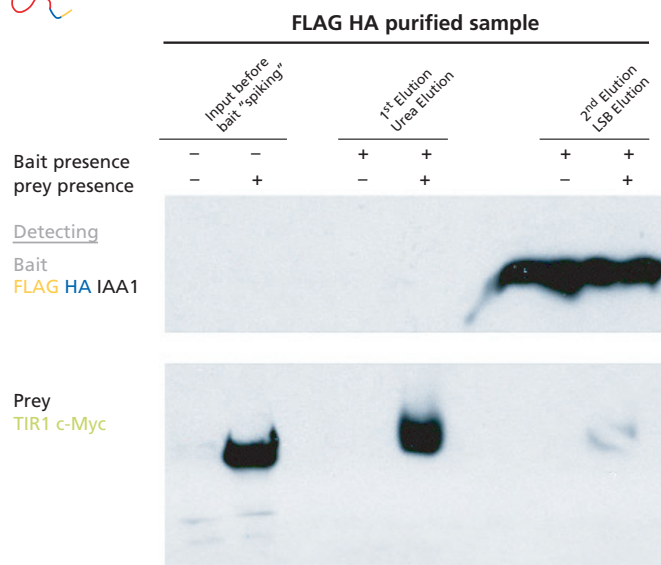 FLAG HA purified sample
Input before
bait “spiking”
1st Elution
Urea Elution
2nd Elution
LSB Elution
Bait presence – – + + + +
prey presence – + – + – +
Detecting
Bait
FLAG HA IAA1
Prey
TIR1 c-Myc